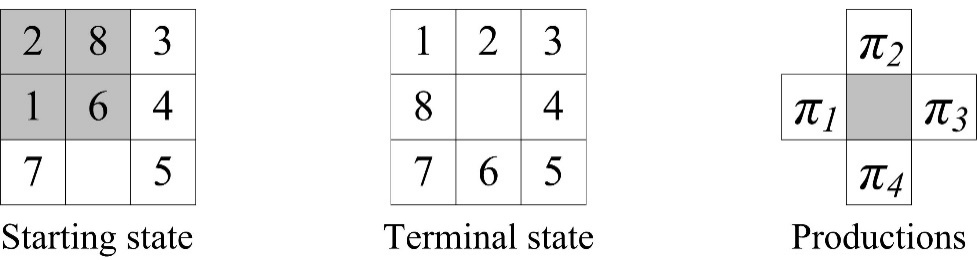 2 8 3
1 6 4
7 5
Starting state
1 2 3
8 4
7 6 5
Terminal state
π2
π1 π3
π4
Productions